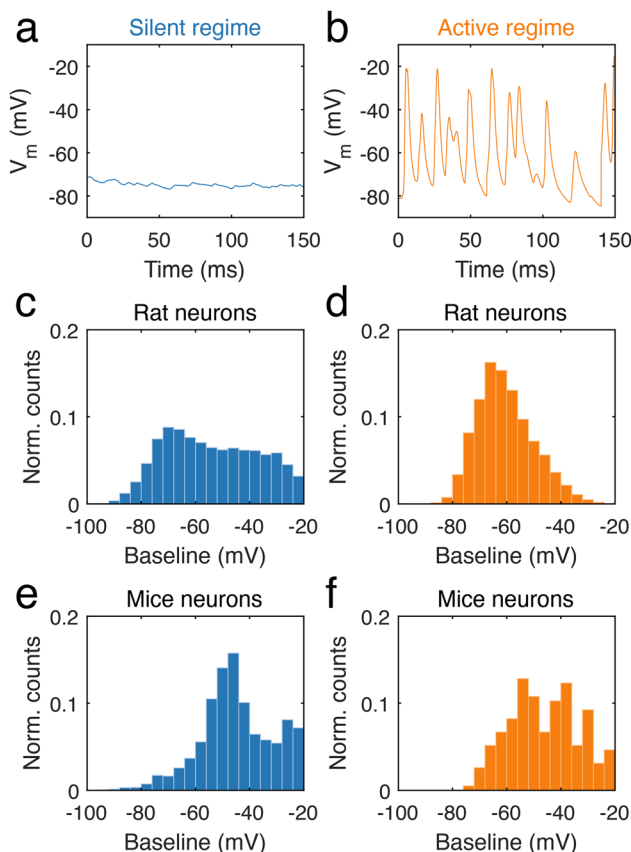 a
Silent regime
-20
-40
-60
-80
V_m (mV)
0 50 100 150
Time (ms)
b
Active regime
-20
-40
-60
-80
V_m (mV)
0 50 100 150
Time (ms)
c
Rat neurons
0.2
0.1
0
Norm. counts
-100 -80 -60 -40 -20
Baseline (mV)
d
Rat neurons
0.2
0.1
0
Norm. counts
-100 -80 -60 -40 -20
Baseline (mV)
e
Mice neurons
0.2
0.1
0
Norm. counts
-100 -80 -60 -40 -20
Baseline (mV)
f
Mice neurons
0.2
0.1
0
Norm. counts
-100 -80 -60 -40 -20
Baseline (mV)